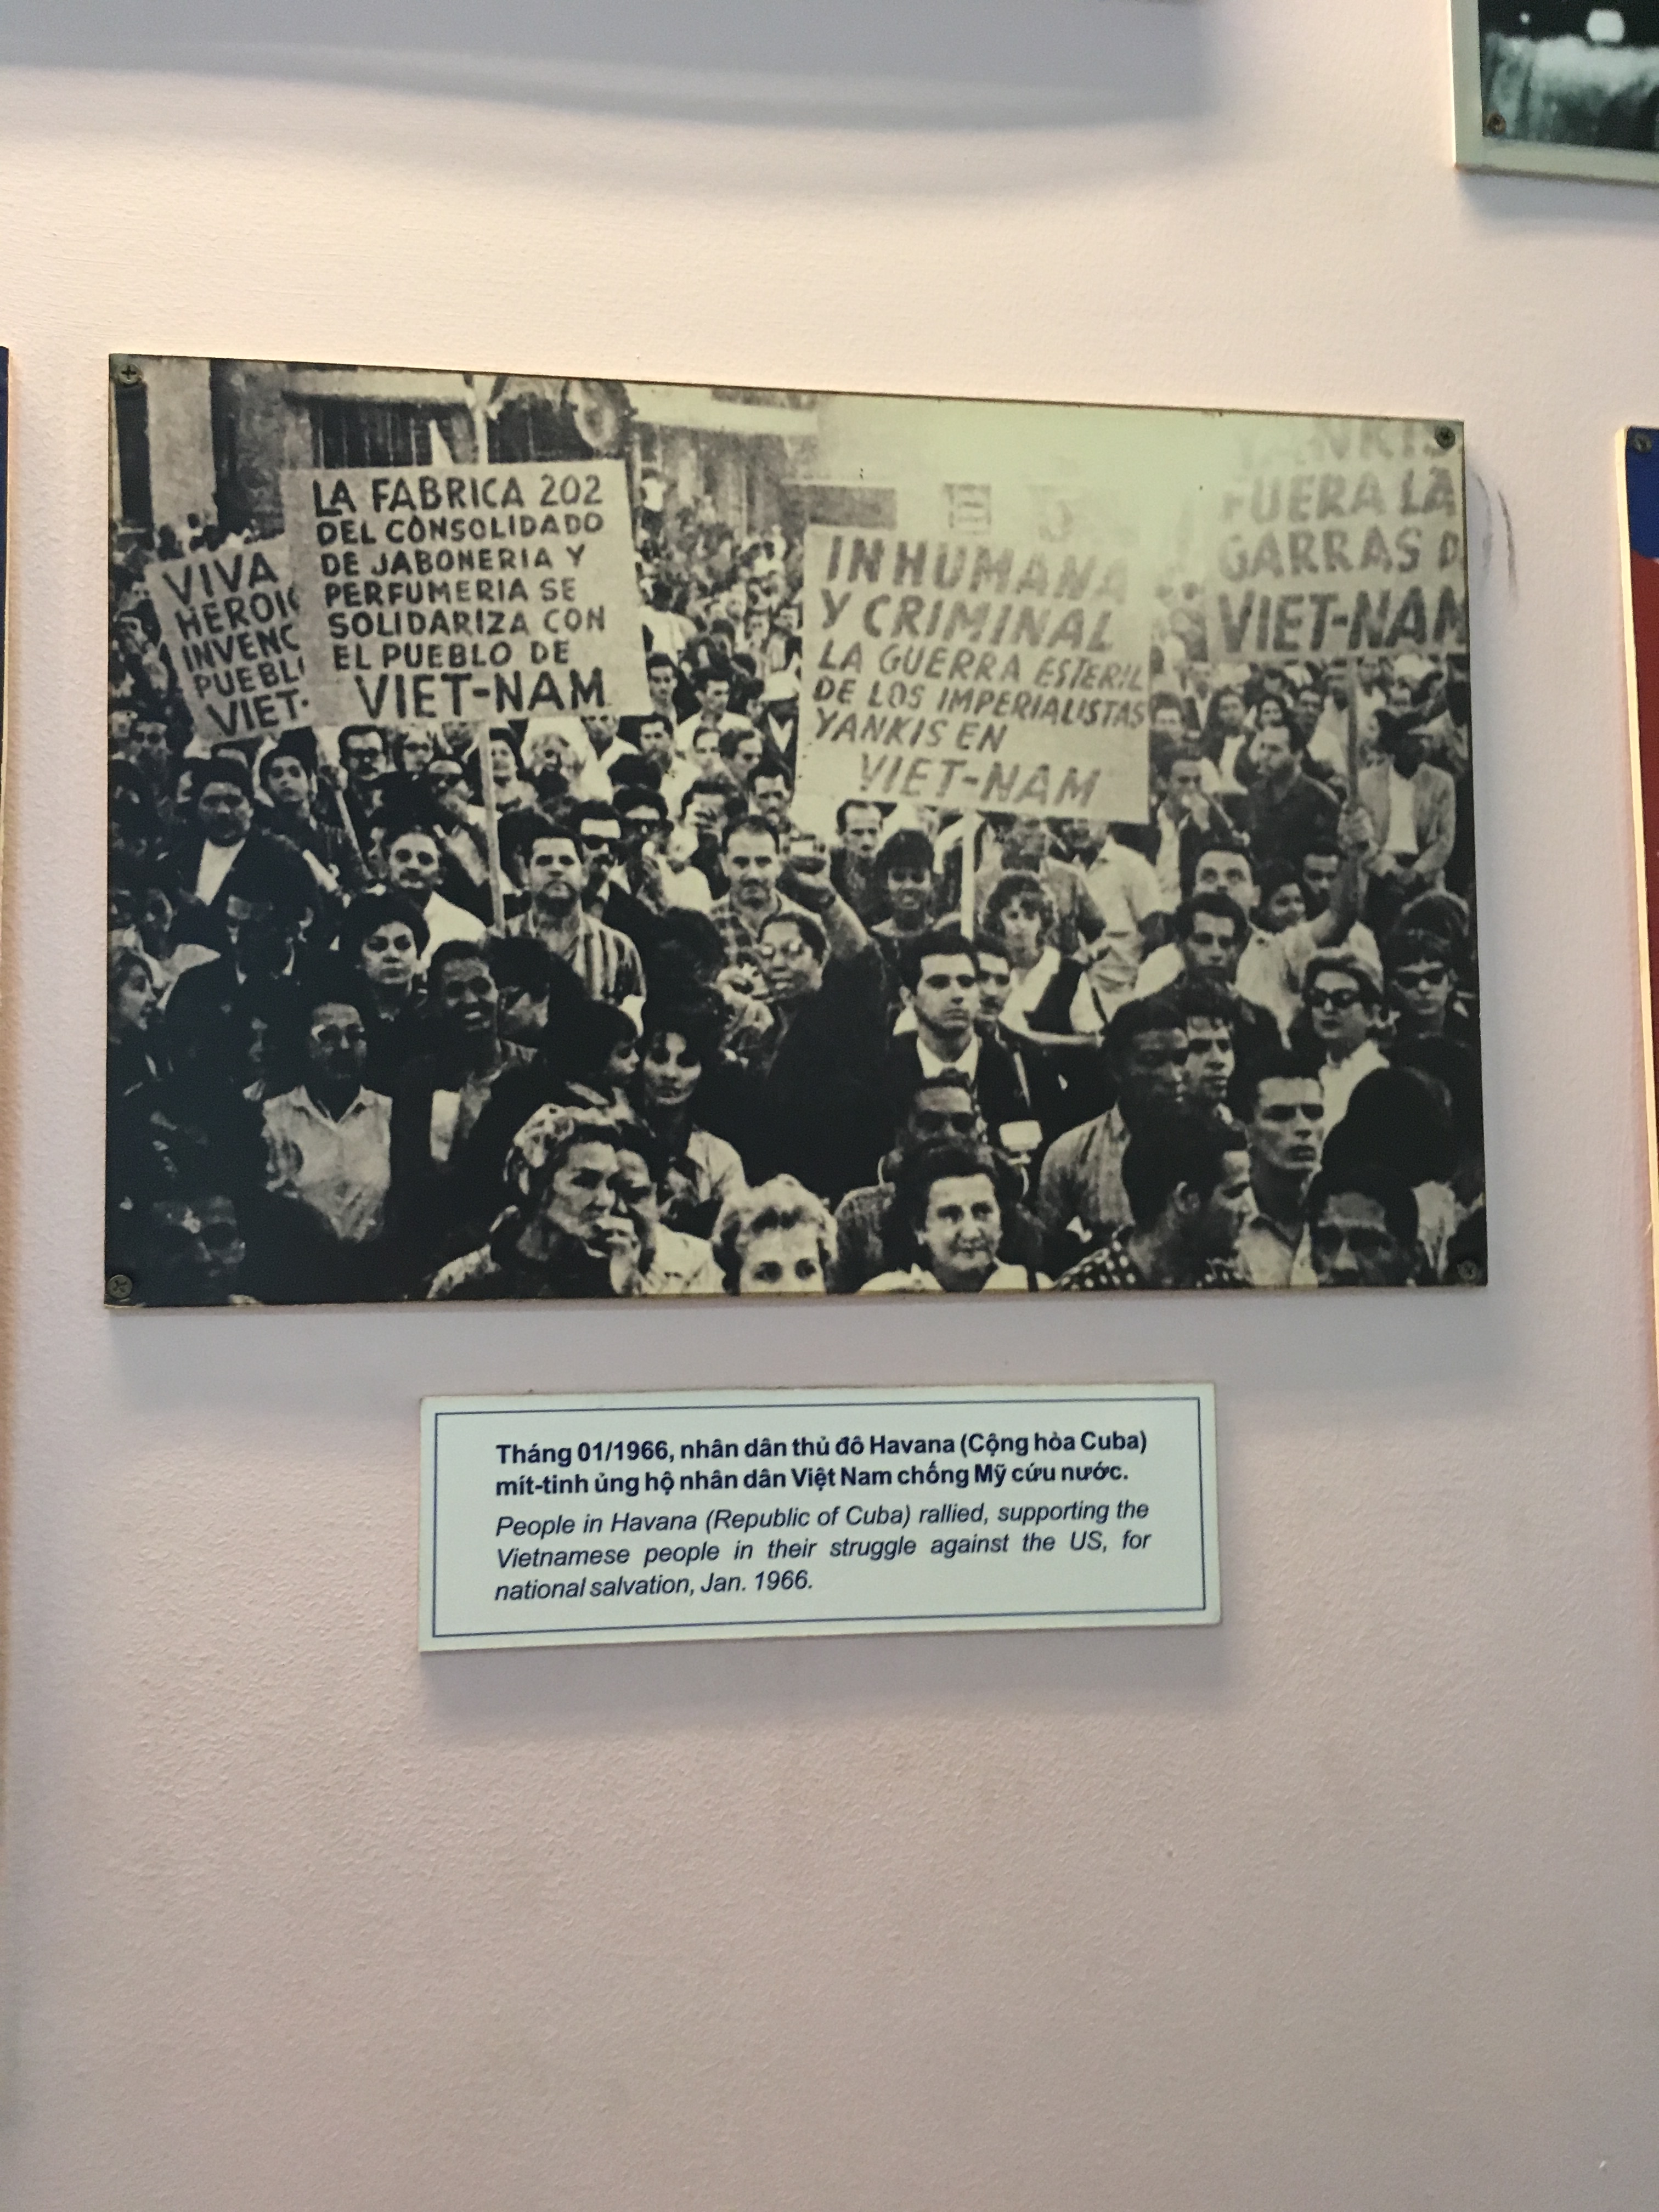 VIVA
HEROIC
INVENC
PUEBL
VIET-
LA FABRICA 202
DEL CONSOLIDADO
DE JABONERIA Y
PERFUMERIA SE
SOLIDARIZA CON
EL PUEBLO DE
VIET-NAM
INHUMANA
Y CRIMINAL
LA GUERRA ESTERIL
DE LOS IMPERIALISTAS
YANKIS EN
VIET-NAM
YANKIS
FUERA LA
GARRAS D
VIET-NAM
Tháng 01/1966, nhân dân thủ đô Havana (Cộng hòa Cuba)
mít-tinh ủng hộ nhân dân Việt Nam chống Mỹ cứu nước.
People in Havana (Republic of Cuba) rallied, supporting the
Vietnamese people in their struggle against the US, for
national salvation, Jan. 1966.